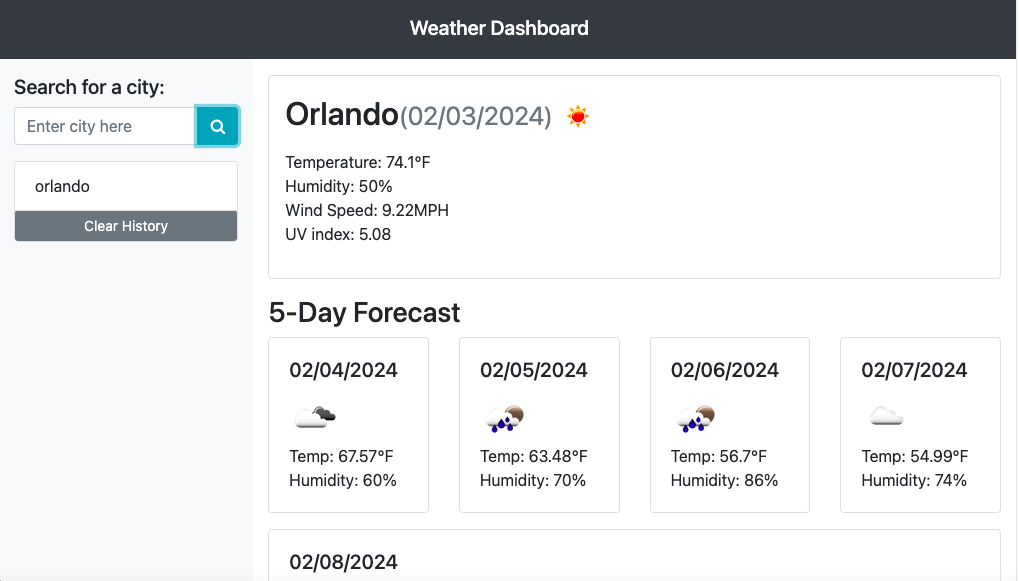 Weather Dashboard
Search for a city:
Enter city here
orlando
Clear History
Orlando(02/03/2024)
Temperature: 74.1°F
Humidity: 50%
Wind Speed: 9.22MPH
UV index: 5.08
5-Day Forecast
02/04/2024
Temp: 67.57°F
Humidity: 60%
02/05/2024
Temp: 63.48°F
Humidity: 70%
02/06/2024
Temp: 56.7°F
Humidity: 86%
02/07/2024
Temp: 54.99°F
Humidity: 74%
02/08/2024